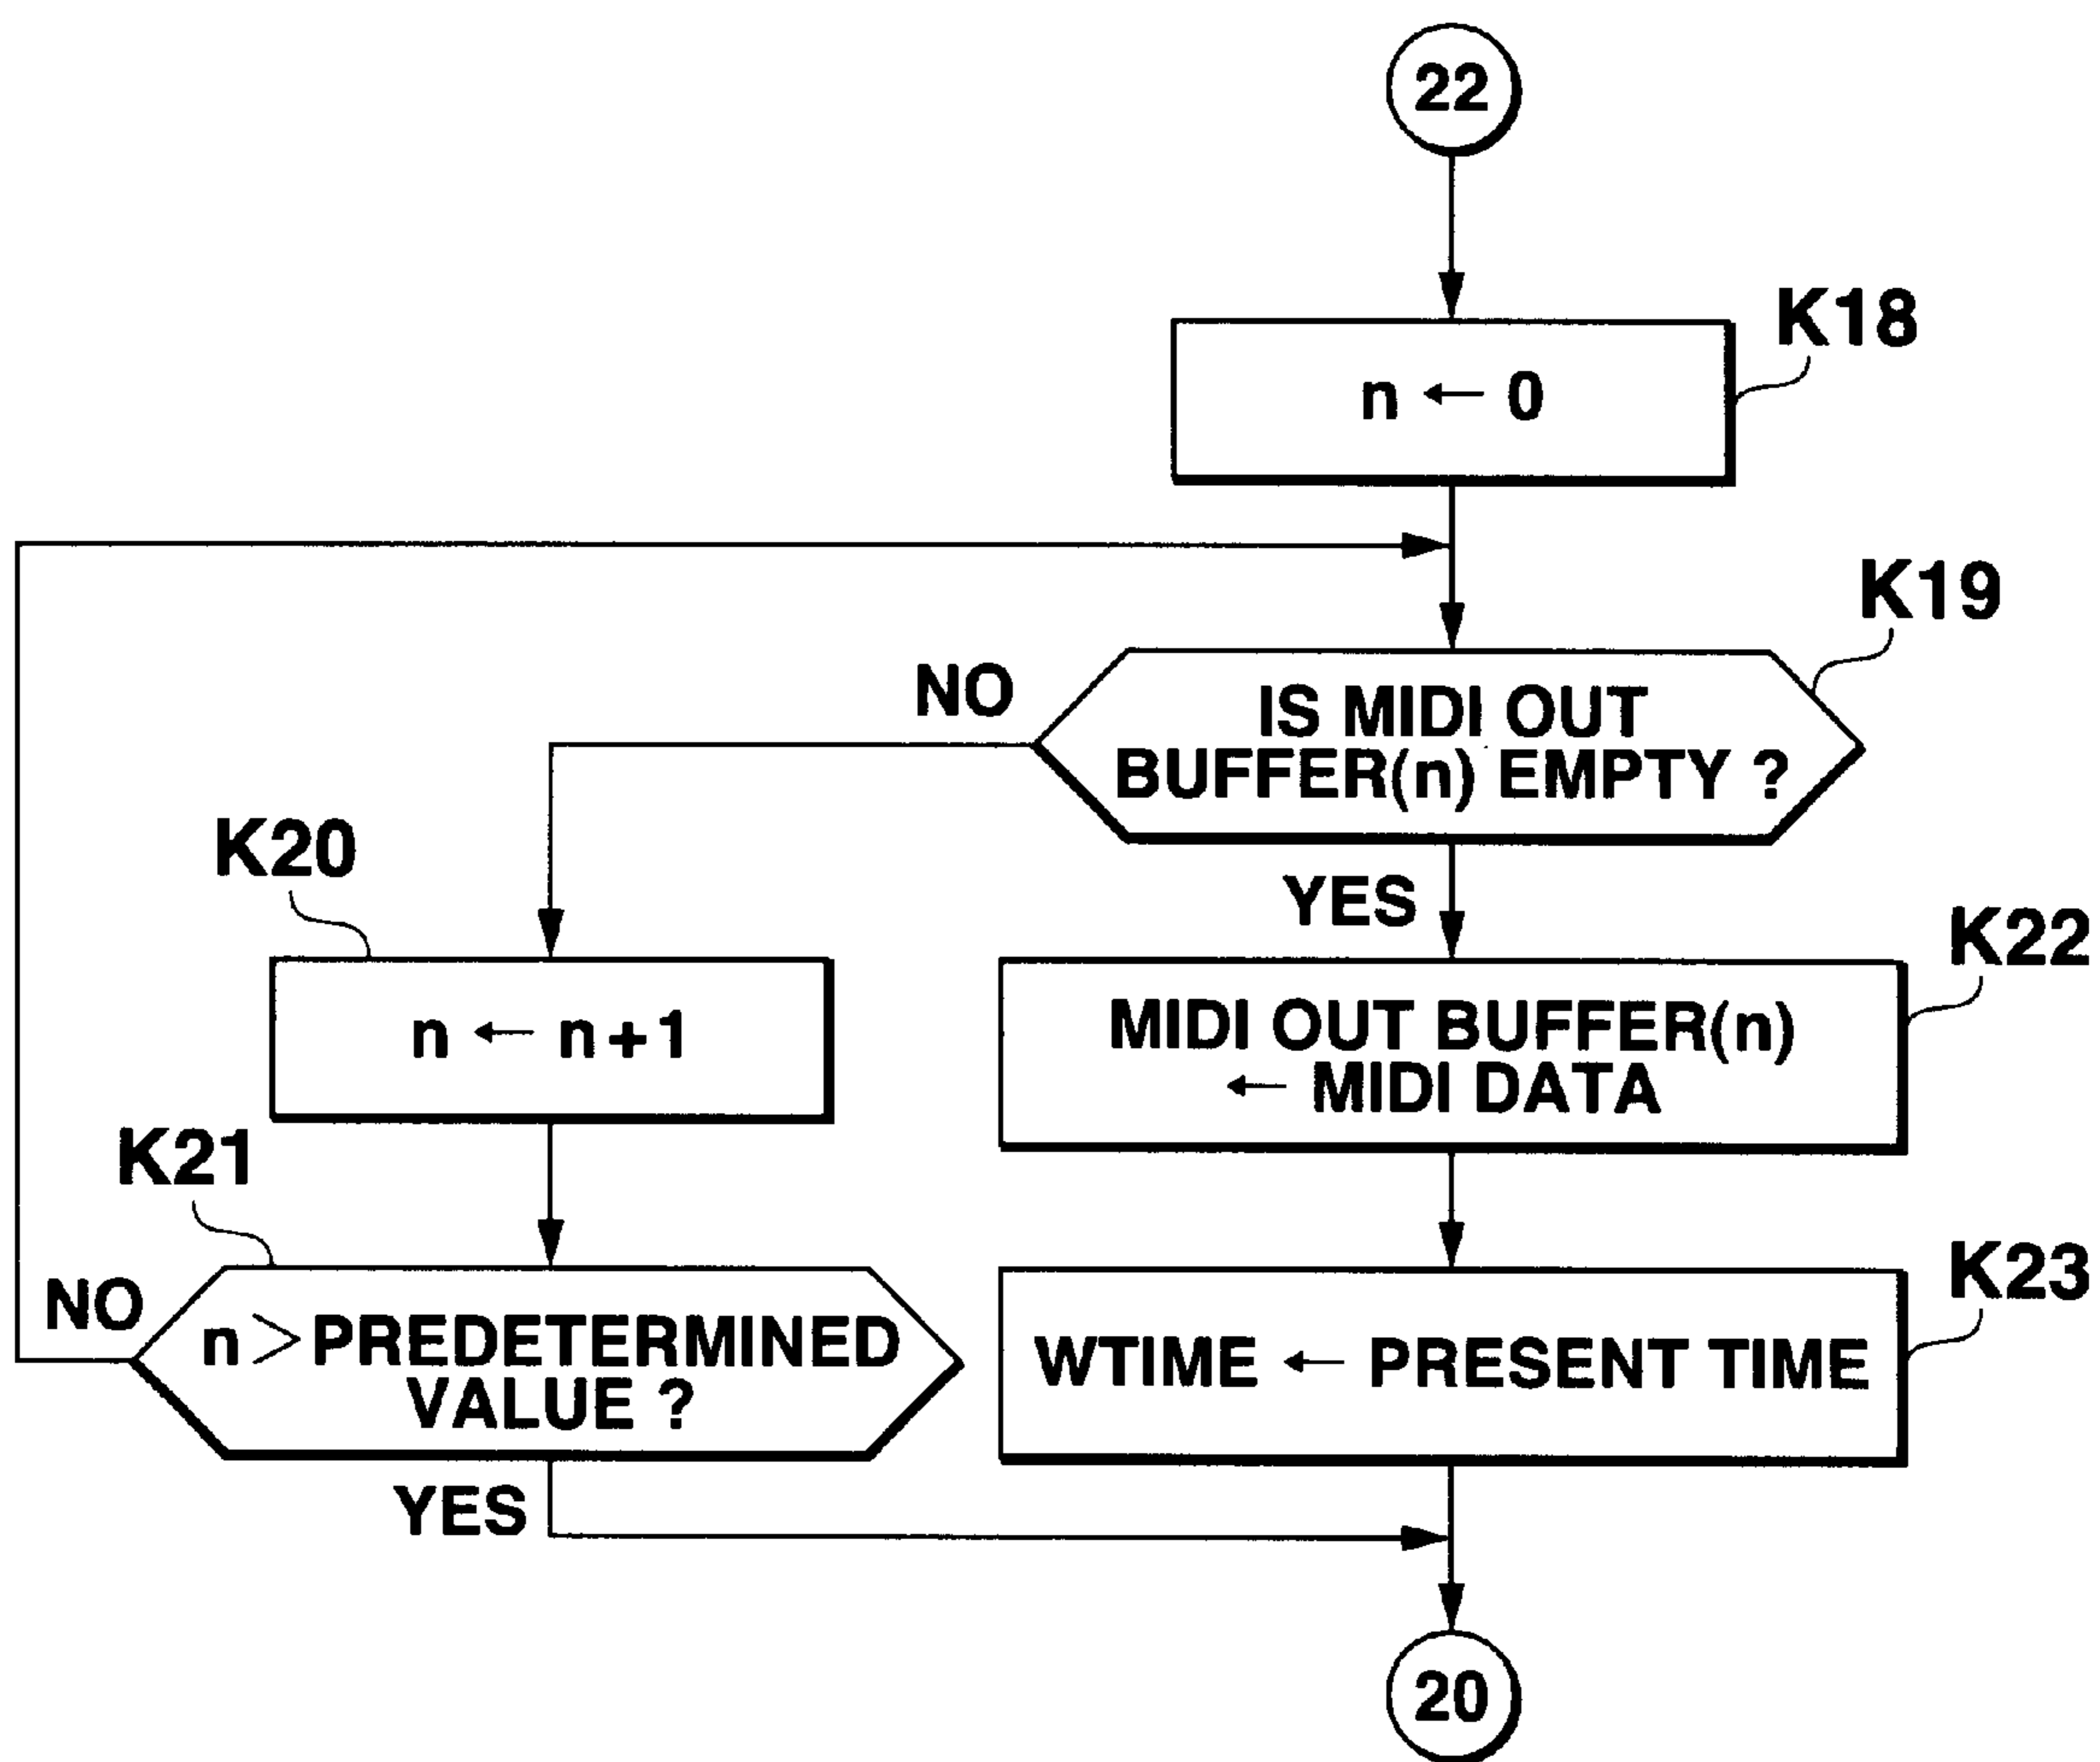 22
K18
n ← 0
K19
NO
IS MIDI OUT
BUFFER(n) EMPTY ?
K20
YES
K22
n ← n+1
MIDI OUT BUFFER(n)
← MIDI DATA
K21
K23
NO
n > PREDETERMINED
VALUE ?
WTIME ← PRESENT TIME
YES
20